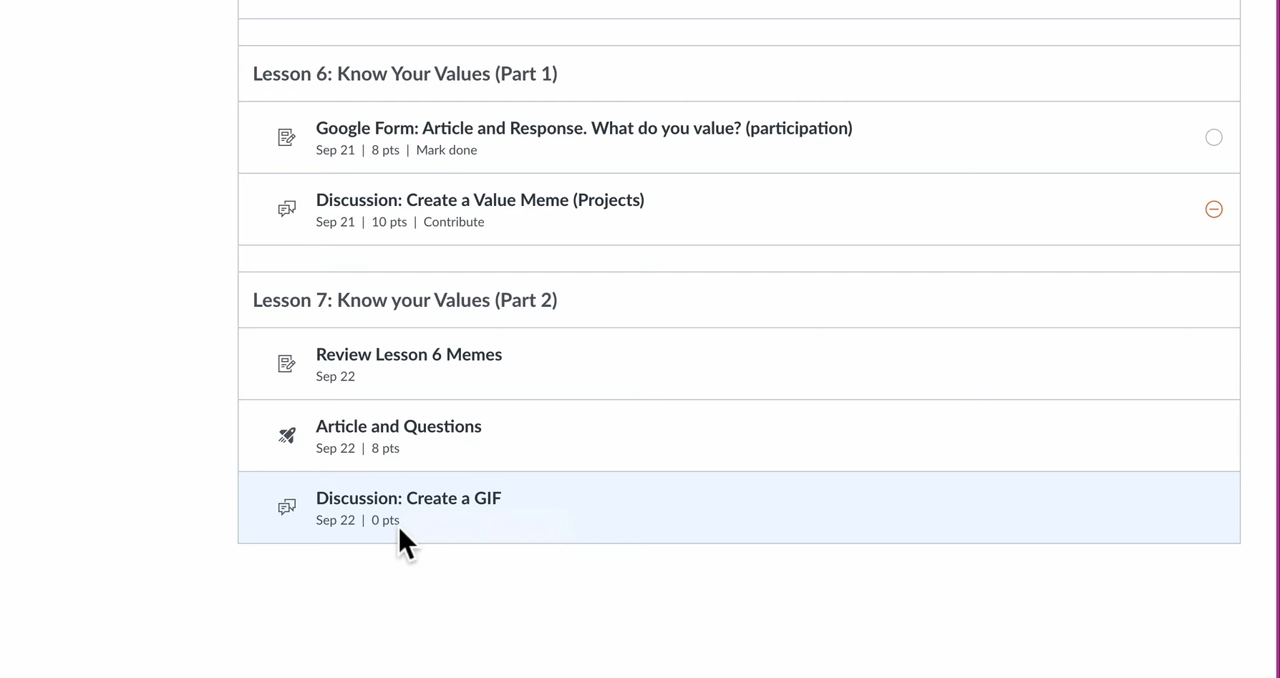 Lesson 6: Know Your Values (Part 1)
Google Form: Article and Response. What do you value? (participation)
Sep 21 | 8 pts | Mark done
Discussion: Create a Value Meme (Projects)
Sep 21 | 10 pts | Contribute
Lesson 7: Know your Values (Part 2)
Review Lesson 6 Memes
Sep 22
Article and Questions
Sep 22 | 8 pts
Discussion: Create a GIF
Sep 22 | 0 pts